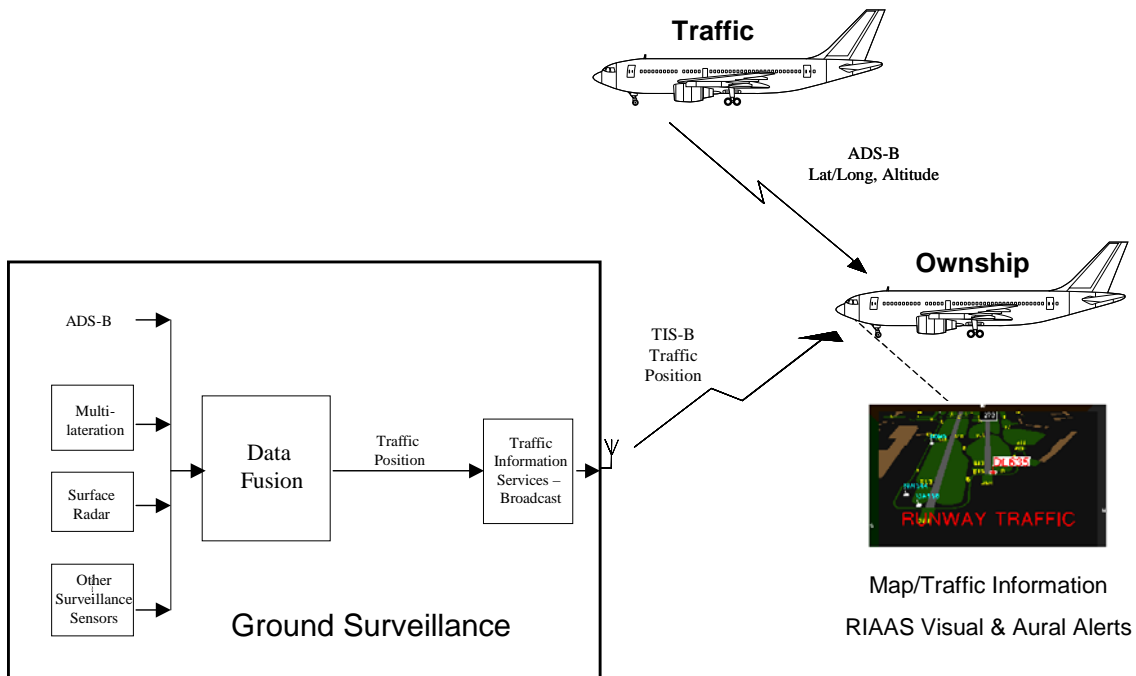 Traffic
ADS-B
Lat/Long, Altitude
Ownship
ADS-B
Multi-
lateration
Surface
Radar
Other
Surveillance
Sensors
Data
Fusion
Traffic
Position
Traffic
Information
Services –
Broadcast
Ground Surveillance
TIS-B
Traffic
Position
DL635
RUNWAY TRAFFIC
Map/Traffic Information
RIAAS Visual & Aural Alerts